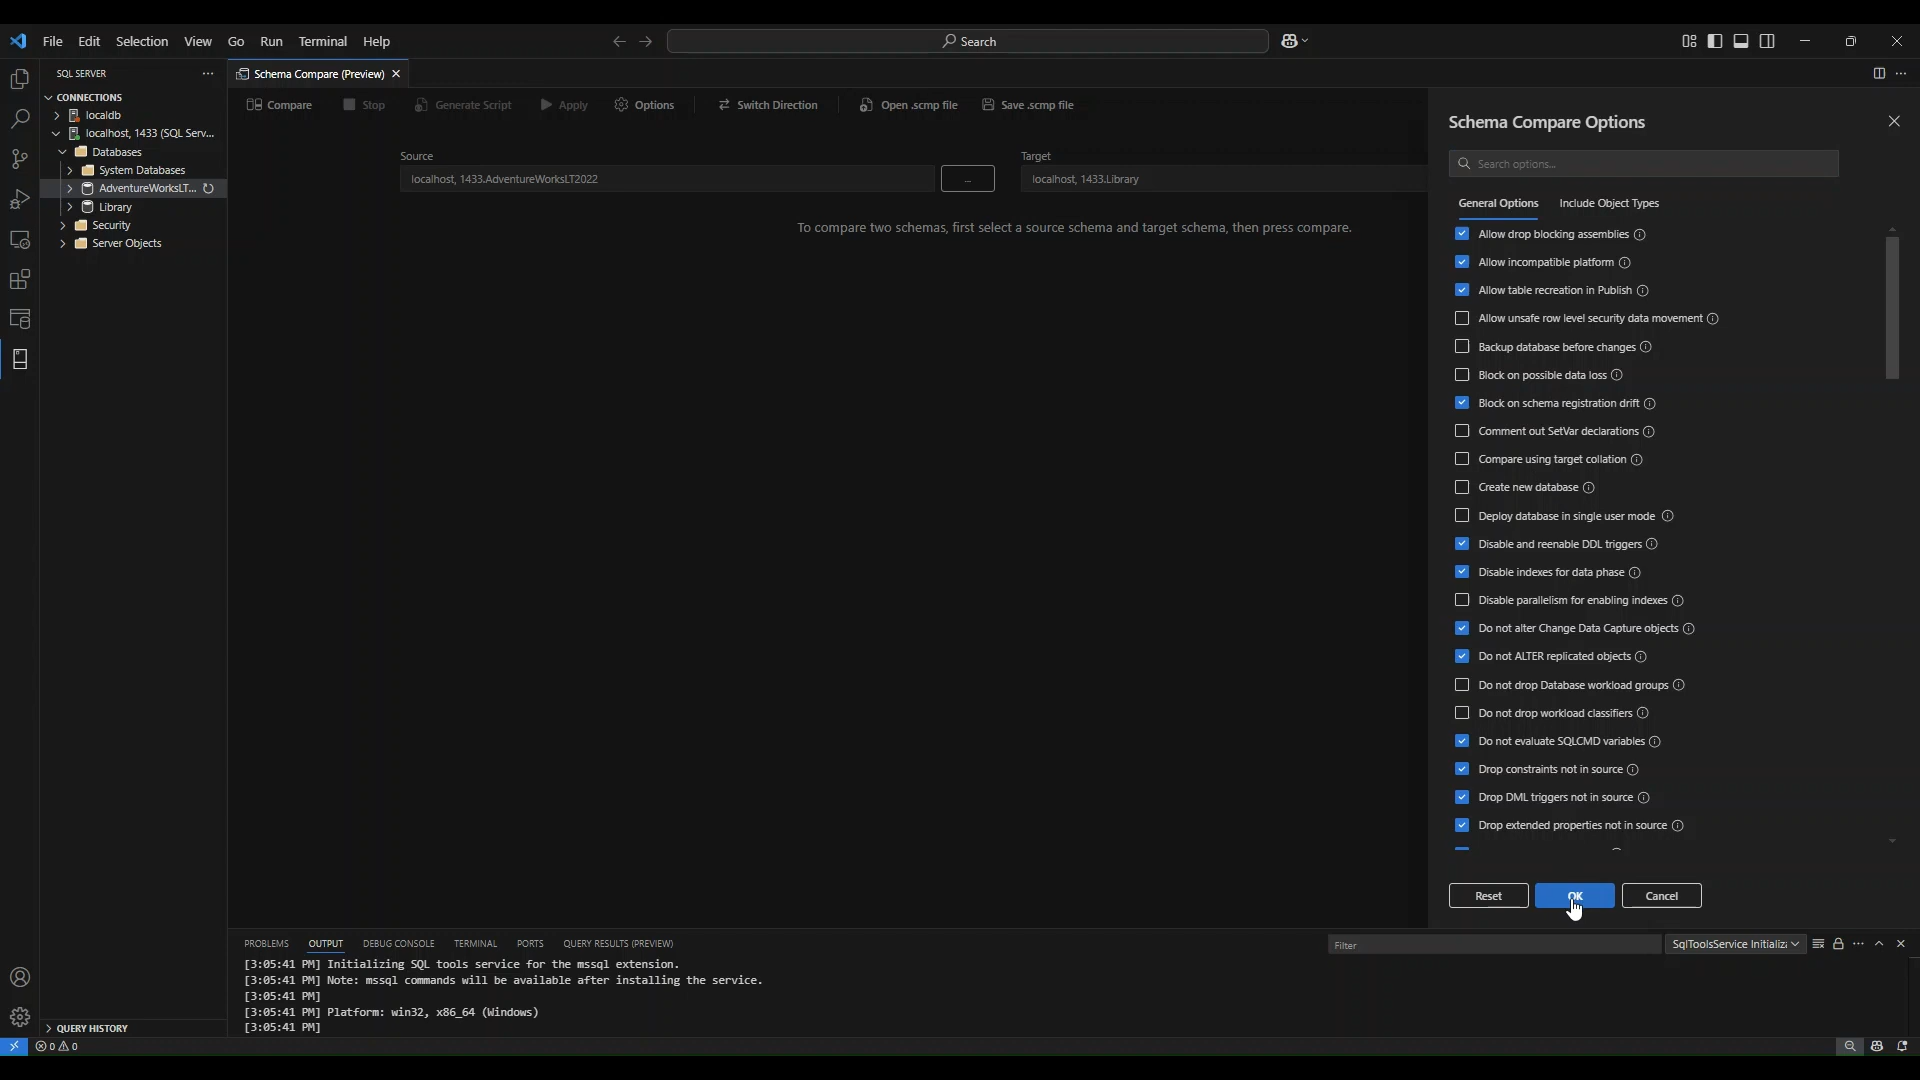 File Edit Selection View Go Run Terminal Help
Search
SQL SERVER
Schema Compare (Preview)
CONNECTIONS
localdb
localhost, 1433 (SQL Serv...
Databases
System Databases
AdventureWorksLT...
Library
Security
Server Objects
QUERY HISTORY
Compare Stop Generate Script Apply Options Switch Direction Open .scmp file Save .scmp file
Source
localhost, 1433.AdventureWorksLT2022
...
Target
localhost, 1433.Library
To compare two schemas, first select a source schema and target schema, then press compare.
Schema Compare Options
Search options...
General Options Include Object Types
Allow drop blocking assemblies
Allow incompatible platform
Allow table recreation in Publish
Allow unsafe row level security data movement
Backup database before changes
Block on possible data loss
Block on schema registration drift
Comment out SetVar declarations
Compare using target collation
Create new database
Deploy database in single user mode
Disable and reenable DDL triggers
Disable indexes for data phase
Disable parallelism for enabling indexes
Do not alter Change Data Capture objects
Do not ALTER replicated objects
Do not drop Database workload groups
Do not drop workload classifiers
Do not evaluate SQLCMD variables
Drop constraints not in source
Drop DML triggers not in source
Drop extended properties not in source
Reset OK Cancel
PROBLEMS OUTPUT DEBUG CONSOLE TERMINAL PORTS QUERY RESULTS (PREVIEW)
Filter
SqlToolsService Initializ
[3:05:41 PM] Initializing SQL tools service for the mssql extension.
[3:05:41 PM] Note: mssql commands will be available after installing the service.
[3:05:41 PM]
[3:05:41 PM] Platform: win32, x86_64 (Windows)
[3:05:41 PM]
0 0